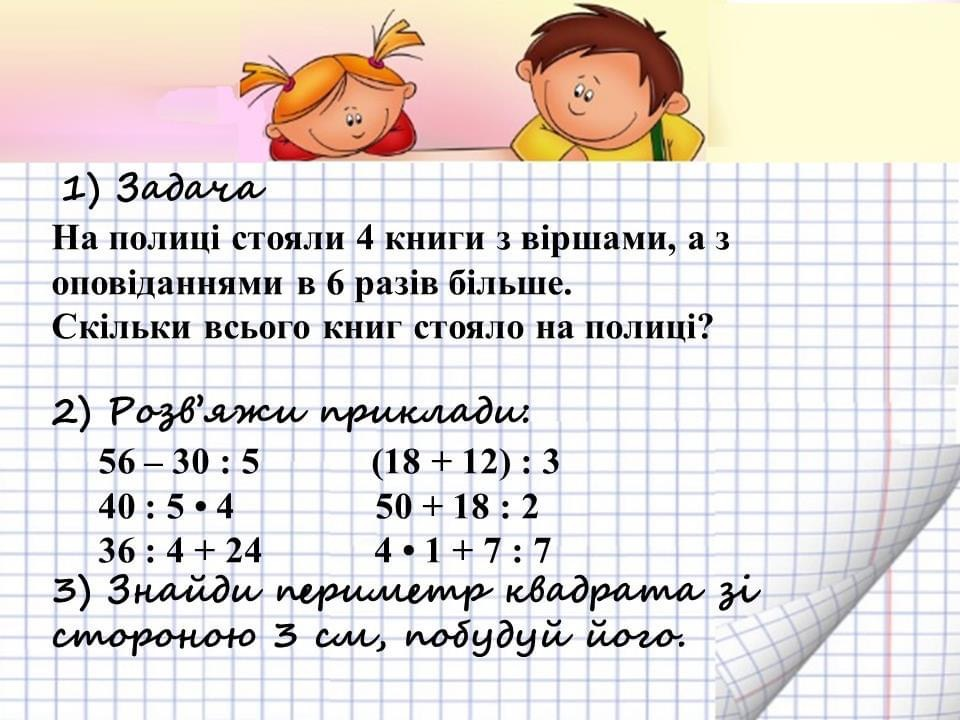 1) Задача
На полиці стояли 4 книги з віршами, а з
оповіданнями в 6 разів більше.
Скільки всього книг стояло на полиці?
2) Розв’яжи приклади:
56 – 30 : 5 (18 + 12) : 3
40 : 5 • 4 50 + 18 : 2
36 : 4 + 24 4 • 1 + 7 : 7
3) Знайди периметр квадрата зі
стороною 3 см, побудуй його.